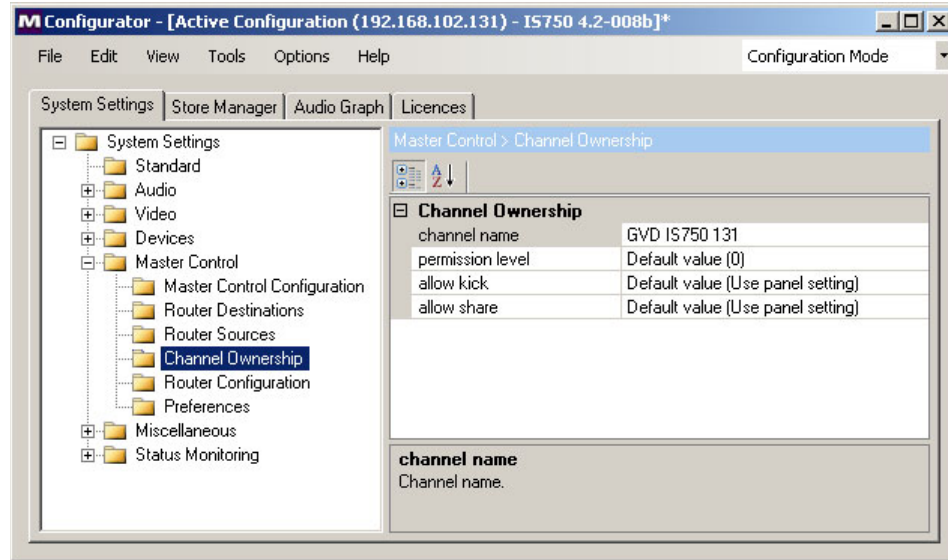 M Configurator - [Active Configuration (192.168.102.131) - IS750 4.2-008b]*
File Edit View Tools Options Help Configuration Mode
System Settings Store Manager Audio Graph Licences
System Settings
Standard
Audio
Video
Devices
Master Control
Master Control Configuration
Router Destinations
Router Sources
Channel Ownership
Router Configuration
Preferences
Miscellaneous
Status Monitoring
Master Control > Channel Ownership
A Z
Channel Ownership
channel name GVD IS750 131
permission level Default value (0)
allow kick Default value (Use panel setting)
allow share Default value (Use panel setting)
channel name
Channel name.